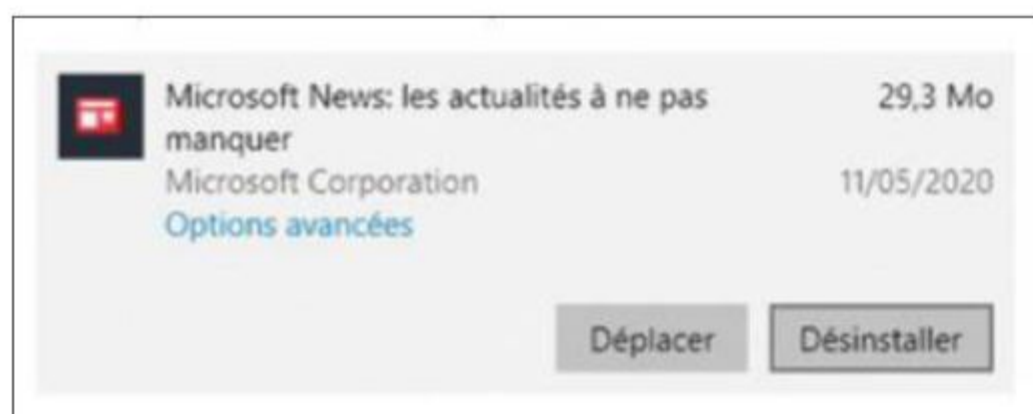 Microsoft News: les actualités à ne pas 29,3 Mo
manquer
Microsoft Corporation 11/05/2020
Options avancées
Déplacer Désinstaller